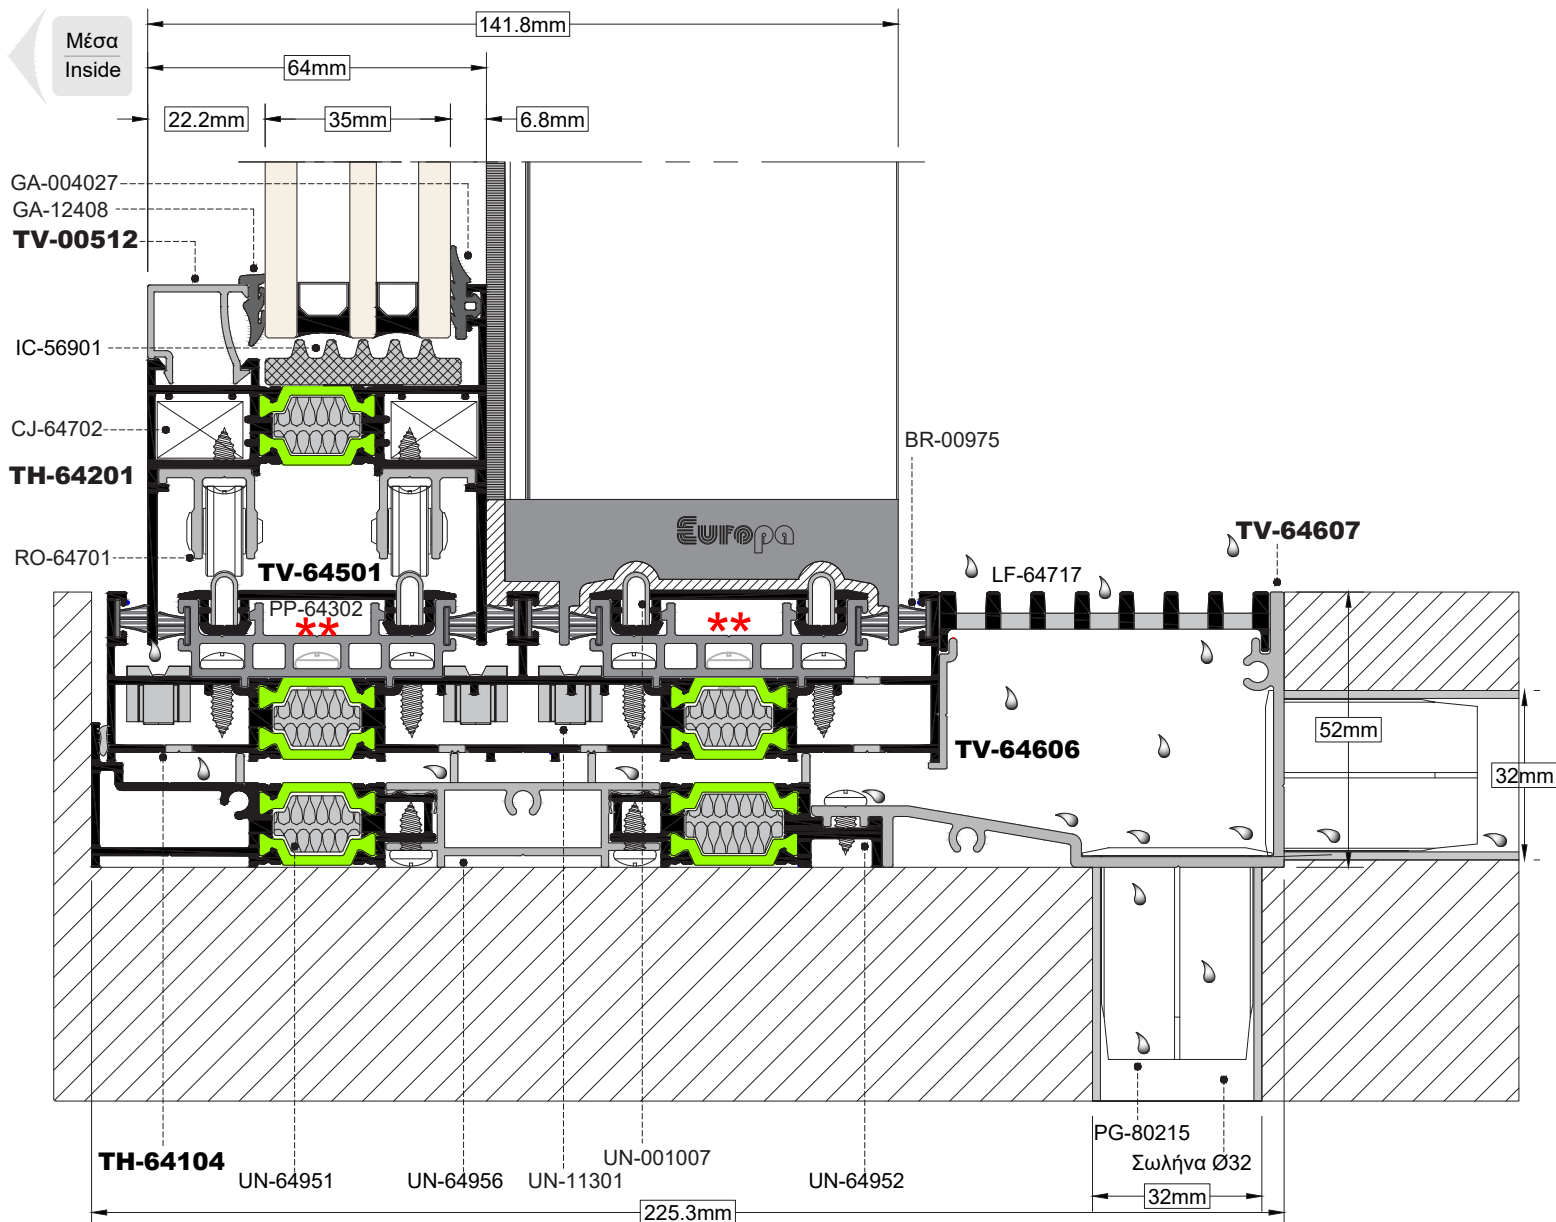 141.8mm
Μέσα
Inside
64mm
22.2mm
35mm
6.8mm
GA-004027
GA-12408
TV-00512
IC-56901
CJ-64702
BR-00975
TH-64201
Europa
TV-64607
RO-64701
TV-64501
LF-64717
PP-64302
**
**
52mm
TV-64606
32mm
PG-80215
TH-64104
UN-001007
Σωλήνα Ø32
UN-64951
UN-64956
UN-11301
UN-64952
32mm
225.3mm